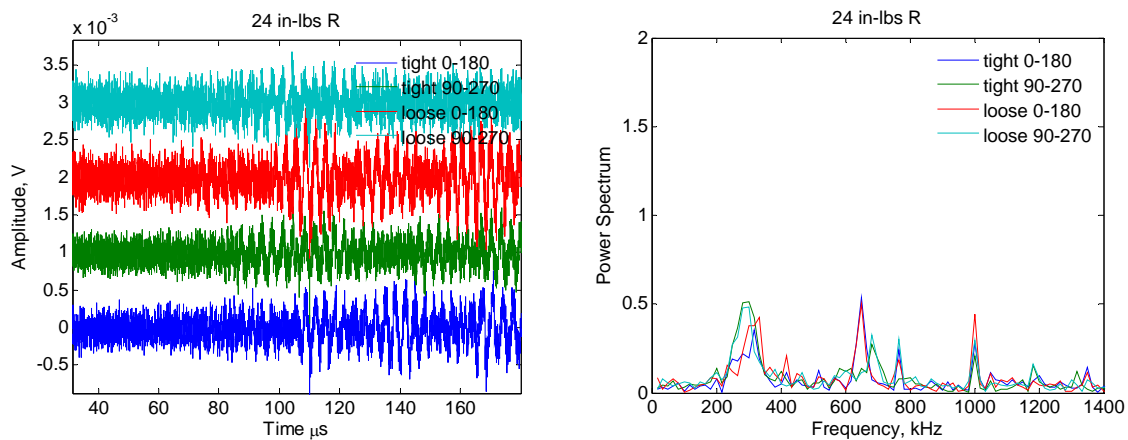 24 in-lbs R
x 10^-3
3.5
3
2.5
2
1.5
1
0.5
0
-0.5
Amplitude, V
tight 0-180
tight 90-270
loose 0-180
loose 90-270
40 60 80 100 120 140 160
Time μs
24 in-lbs R
2
1.5
1
0.5
0
Power Spectrum
tight 0-180
tight 90-270
loose 0-180
loose 90-270
0 200 400 600 800 1000 1200 1400
Frequency, kHz